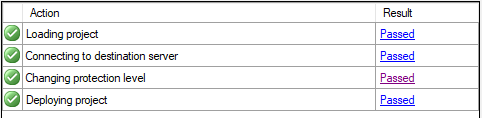 Action Result
Loading project Passed
Connecting to destination server Passed
Changing protection level Passed
Deploying project Passed